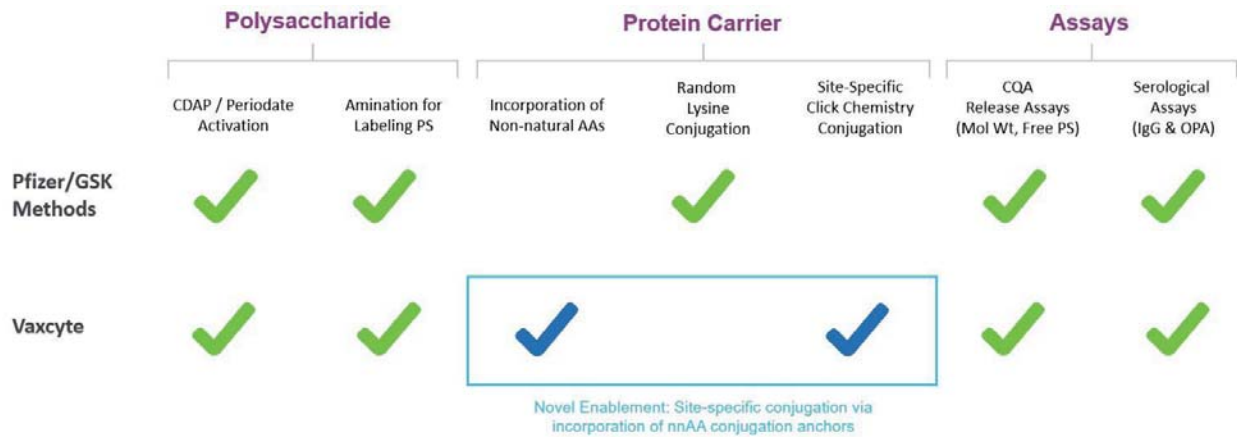 Polysaccharide
Protein Carrier
Assays
CDAP / Periodate
Activation
Amination for
Labeling PS
Incorporation of
Non-natural AAs
Random
Lysine
Conjugation
Site-Specific
Click Chemistry
Conjugation
CQA
Release Assays
(Mol Wt, Free PS)
Serological
Assays
(IgG & OPA)
Pfizer/GSK
Methods
Vaxcyte
Novel Enablement: Site-specific conjugation via
incorporation of nnAA conjugation anchors